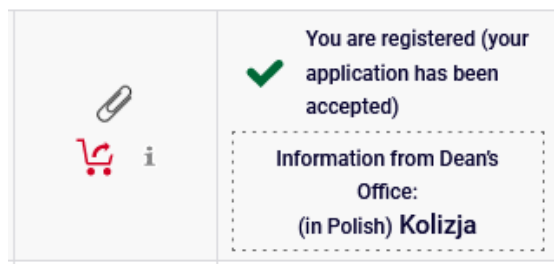 You are registered (your
application has been
accepted)
Information from Dean's
Office:
(in Polish) Kolizja